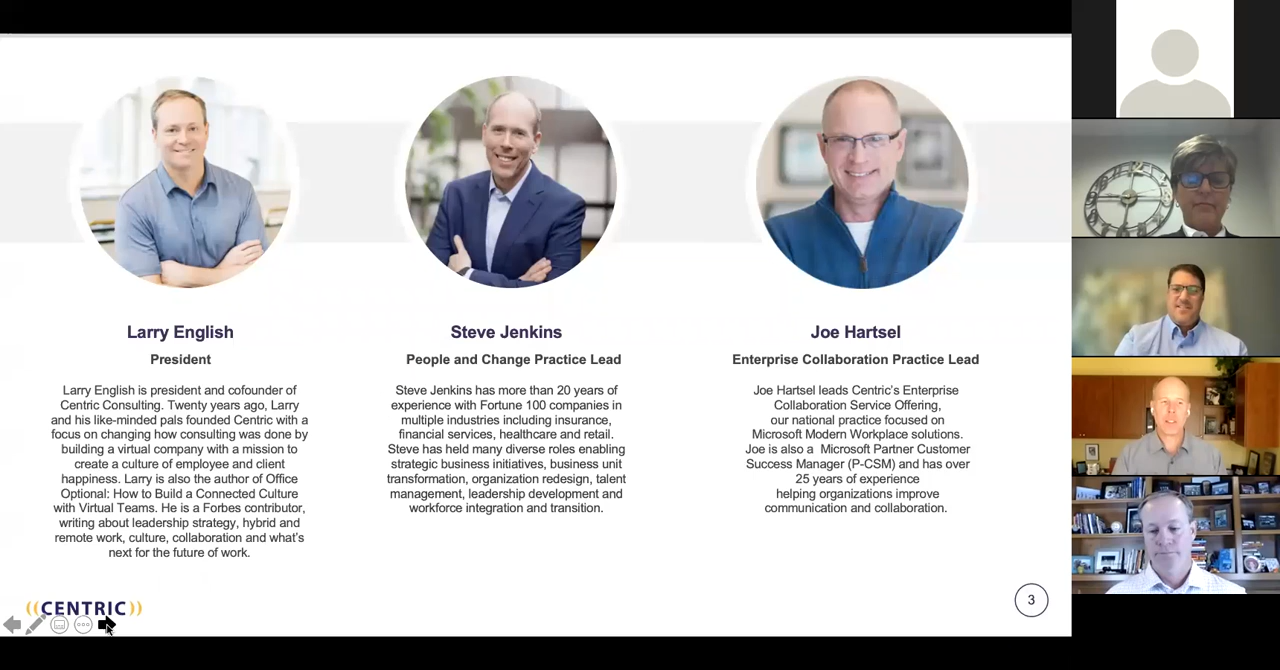 Larry English
President
Larry English is president and cofounder of
Centric Consulting. Twenty years ago, Larry
and his like-minded pals founded Centric with a
focus on changing how consulting was done by
building a virtual company with a mission to
create a culture of employee and client
happiness. Larry is also the author of Office
Optional: How to Build a Connected Culture
with Virtual Teams. He is a Forbes contributor,
writing about leadership strategy, hybrid and
remote work, culture, collaboration and what's
next for the future of work.
Steve Jenkins
People and Change Practice Lead
Steve Jenkins has more than 20 years of
experience with Fortune 100 companies in
multiple industries including insurance,
financial services, healthcare and retail.
Steve has held many diverse roles enabling
strategic business initiatives, business unit
transformation, organization redesign, talent
management, leadership development and
workforce integration and transition.
Joe Hartsel
Enterprise Collaboration Practice Lead
Joe Hartsel leads Centric's Enterprise
Collaboration Service Offering,
our national practice focused on
Microsoft Modern Workplace solutions.
Joe is also a Microsoft Partner Customer
Success Manager (P-CSM) and has over
25 years of experience
helping organizations improve
communication and collaboration.
((CENTRIC))
3